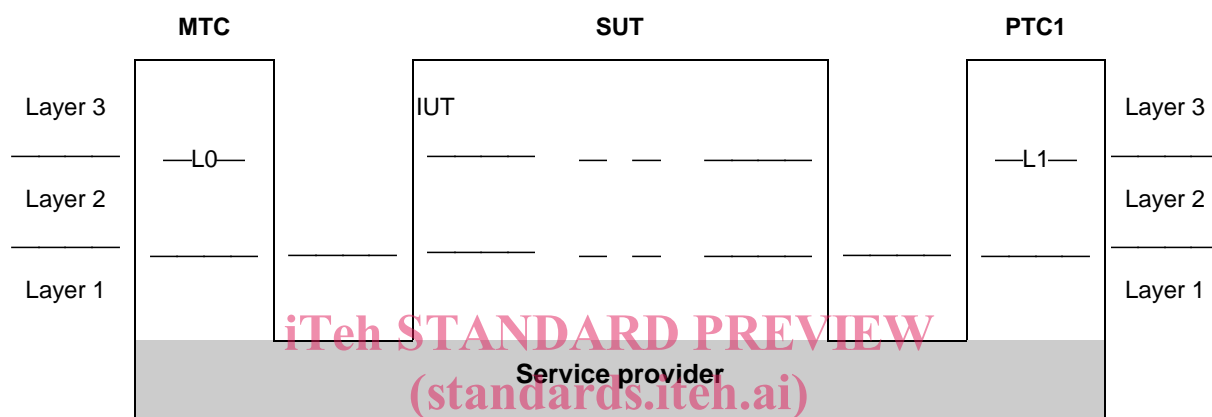 MTC SUT PTC1
Layer 3 IUT Layer 3
L0 L1
Layer 2 Layer 2
Layer 1 Layer 1
iTeh STANDARD PREVIEW
Service provider
(standards.iteh.ai)